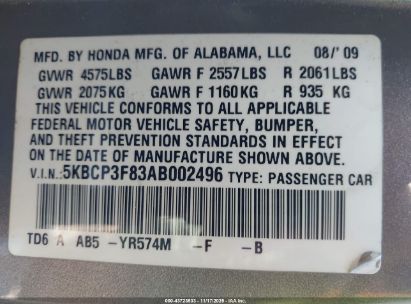 MFD. BY HONDA MFG. OF ALABAMA, LLC 08/' 09
GVWR 4575LBS GAWR F 2557LBS R 2061LBS
GVWR 2075KG GAWR F 1160KG R 935 KG
THIS VEHICLE CONFORMS TO ALL APPLICABLE
FEDERAL MOTOR VEHICLE SAFETY, BUMPER,
AND THEFT PREVENTION STANDARDS IN EFFECT
ON THE DATE OF MANUFACTURE SHOWN ABOVE.
V.I.N.:5KBCP3F83AB002496 TYPE: PASSENGER CAR
TD6 A AB5 -YR574M -F -B